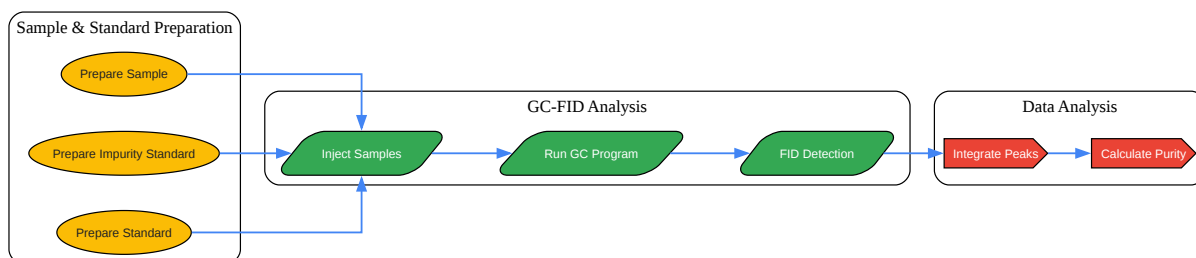 Sample & Standard Preparation
Prepare Sample
Prepare Impurity Standard
Prepare Standard
GC-FID Analysis
Inject Samples
Run GC Program
FID Detection
Data Analysis
Integrate Peaks
Calculate Purity